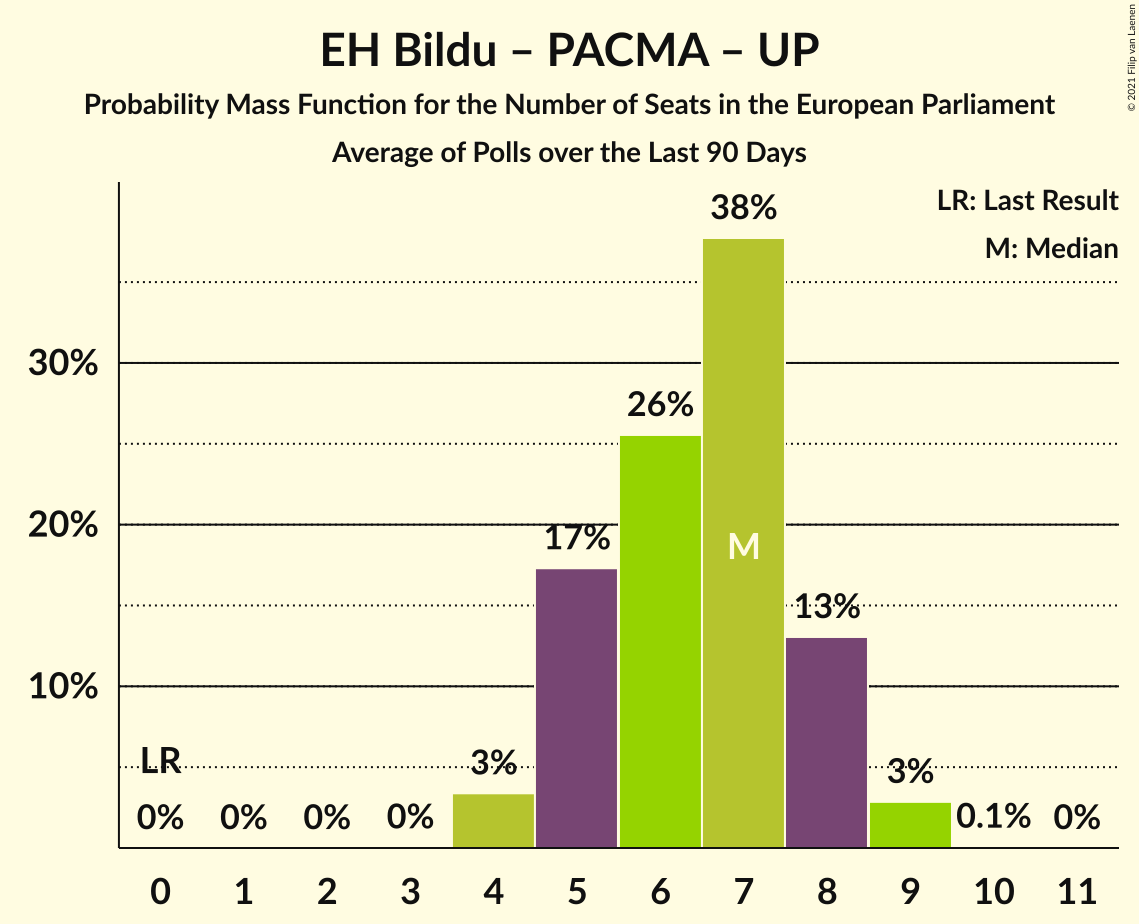 EH Bildu – PACMA – UP
Probability Mass Function for the Number of Seats in the European Parliament
Average of Polls over the Last 90 Days
© 2021 Filip van Laenen
LR: Last Result
M: Median
38%
30%
26%
20%
17%
M
13%
10%
LR
3%
3%
0% 0% 0% 0% 0.1% 0%
0 1 2 3 4 5 6 7 8 9 10 11